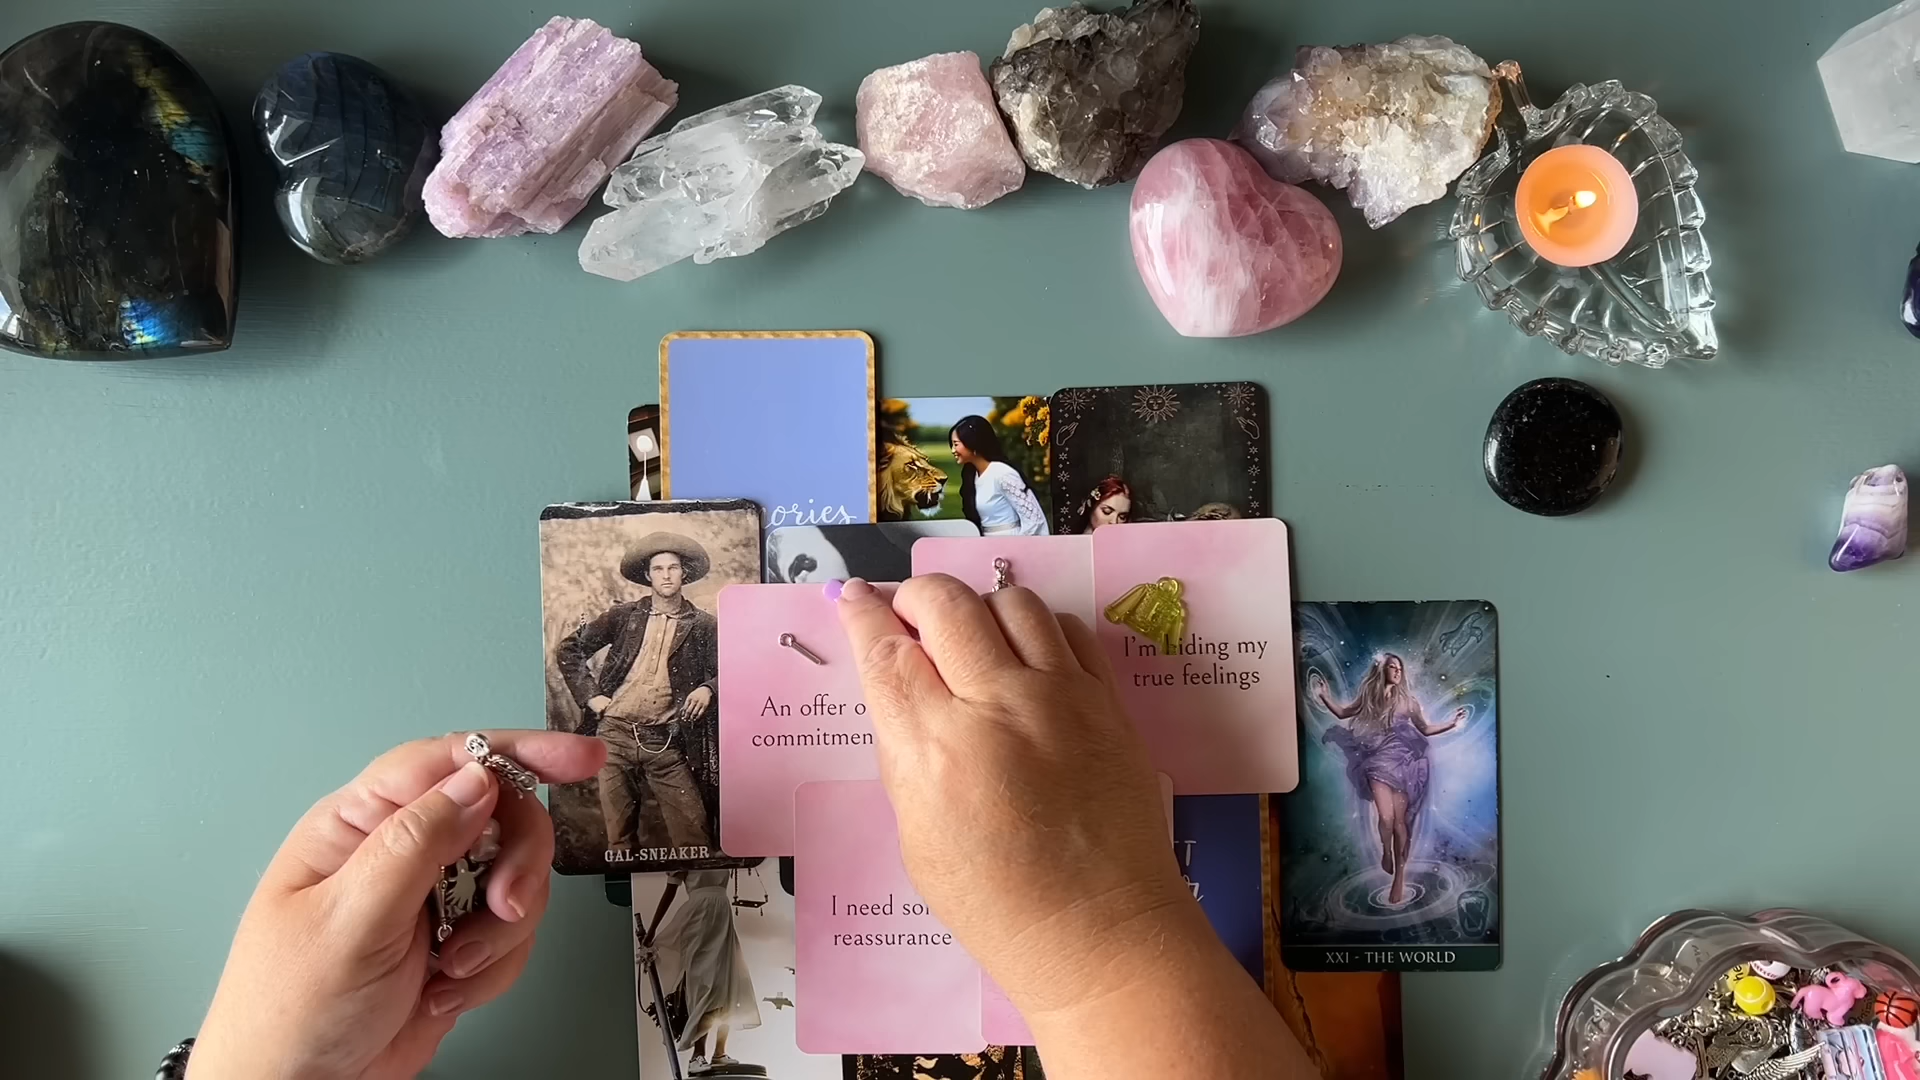 ories
I'm hiding my
true feelings
An offer o
commitmen
GAL-SNEAKER
I need so
reassurance
XXI - THE WORLD